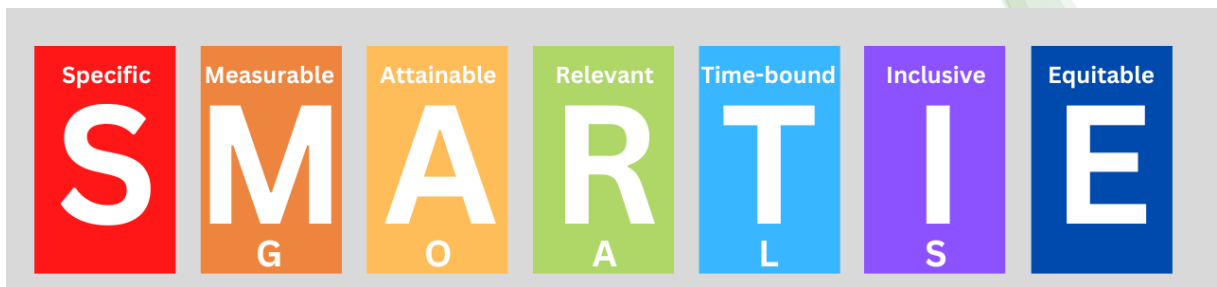 Specific Measurable Attainable Relevant Time-bound Inclusive Equitable
S M A R T I E
G O A L S